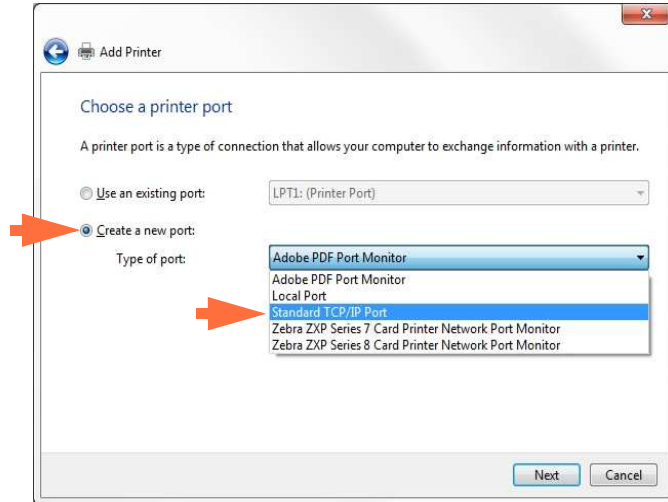 Add Printer
Choose a printer port
A printer port is a type of connection that allows your computer to exchange information with a printer.
Use an existing port: LPT1: (Printer Port)
Create a new port:
Type of port: Adobe PDF Port Monitor
Adobe PDF Port Monitor
Local Port
Standard TCP/IP Port
Zebra ZXP Series 7 Card Printer Network Port Monitor
Zebra ZXP Series 8 Card Printer Network Port Monitor
Next Cancel